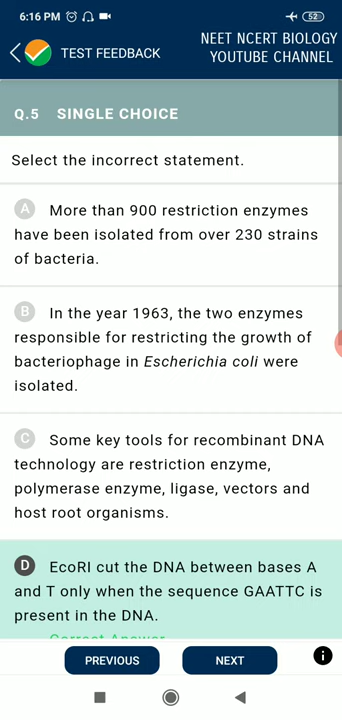 6:16 PM
52
TEST FEEDBACK
NEET NCERT BIOLOGY
YOUTUBE CHANNEL
Q.5 SINGLE CHOICE
Select the incorrect statement.
A More than 900 restriction enzymes
have been isolated from over 230 strains
of bacteria.
B In the year 1963, the two enzymes
responsible for restricting the growth of
bacteriophage in Escherichia coli were
isolated.
C Some key tools for recombinant DNA
technology are restriction enzyme,
polymerase enzyme, ligase, vectors and
host root organisms.
D EcoRI cut the DNA between bases A
and T only when the sequence GAATTC is
present in the DNA.
Correct Answer
PREVIOUS
NEXT